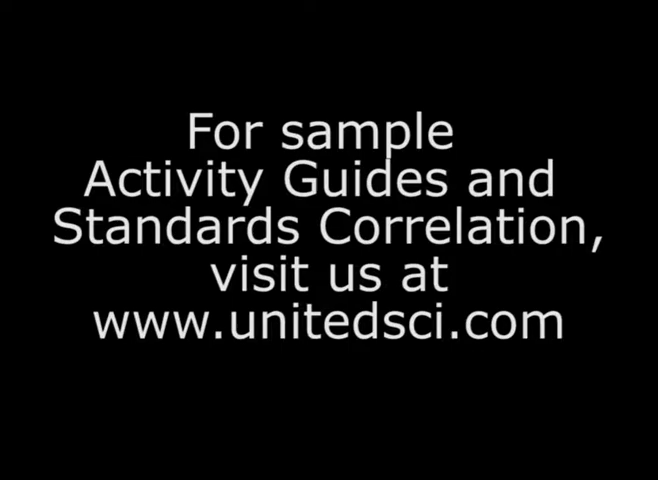 For sample
Activity Guides and
Standards Correlation,
visit us at
www.unitedsci.com